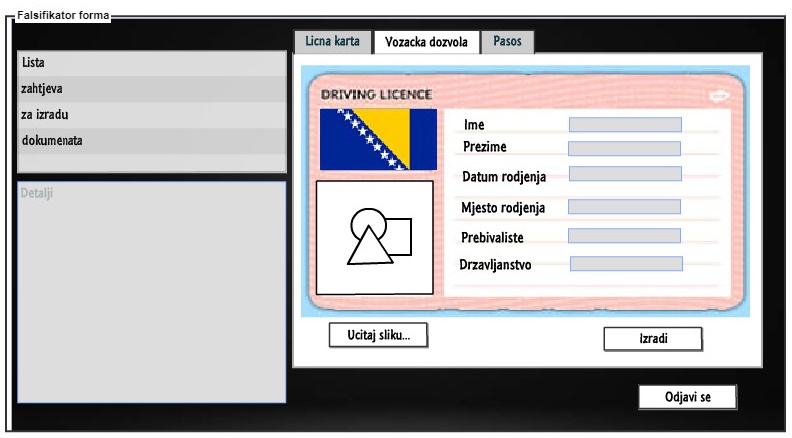 Falsifikator forma
Licna karta
Vozacka dozvola
Pasos
Lista
zahtjeva
za izradu
dokumenata
Detalji
DRIVING LICENCE
Ime
Prezime
Datum rodjenja
Mjesto rodjenja
Prebivaliste
Drzavljanstvo
Ucitaj sliku...
Izradi
Odjavi se